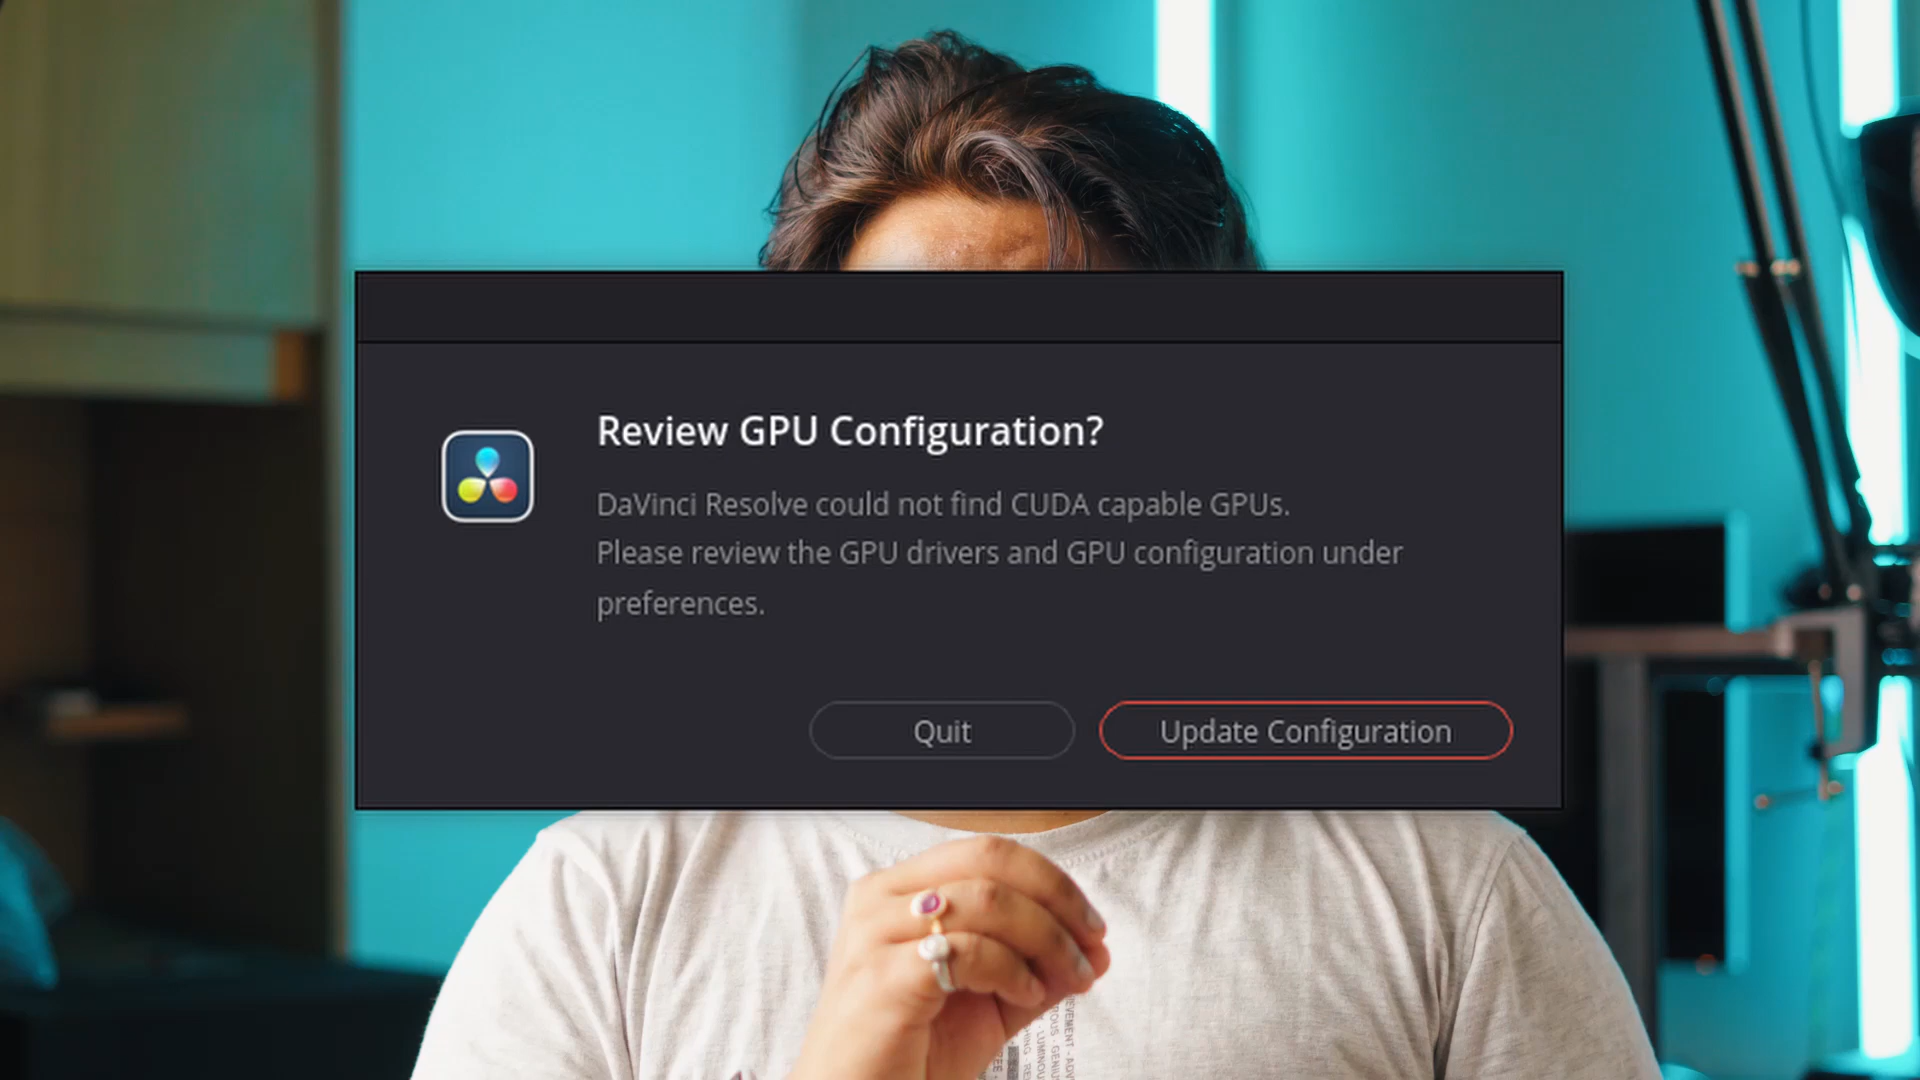 Review GPU Configuration?
DaVinci Resolve could not find CUDA capable GPUs.
Please review the GPU drivers and GPU configuration under
preferences.
Quit
Update Configuration